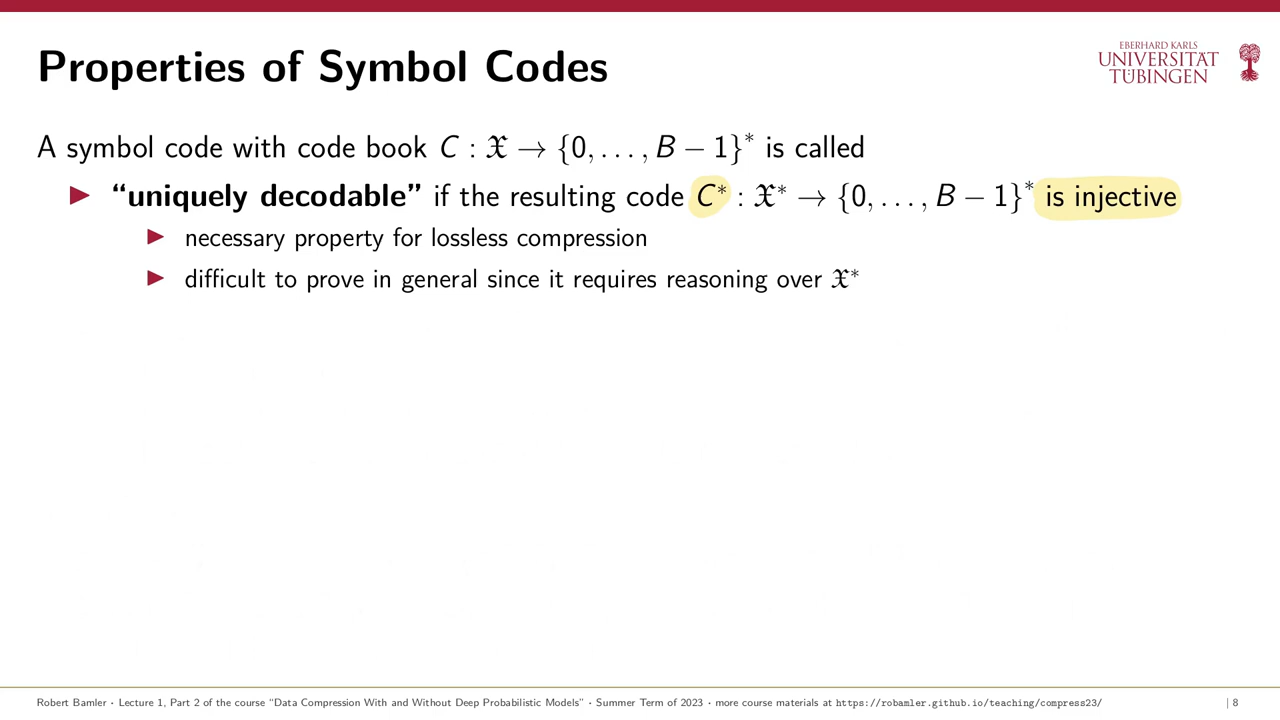 Properties of Symbol Codes
EBERHARD KARLS
UNIVERSITÄT
TÜBINGEN
A symbol code with code book C : 𝔛 → {0, . . . , B − 1}* is called
▶ “uniquely decodable” if the resulting code C* : 𝔛* → {0, . . . , B − 1}* is injective
▶ necessary property for lossless compression
▶ difficult to prove in general since it requires reasoning over 𝔛*
Robert Bamler · Lecture 1, Part 2 of the course “Data Compression With and Without Deep Probabilistic Models” · Summer Term of 2023 · more course materials at https://robamler.github.io/teaching/compress23/ | 8